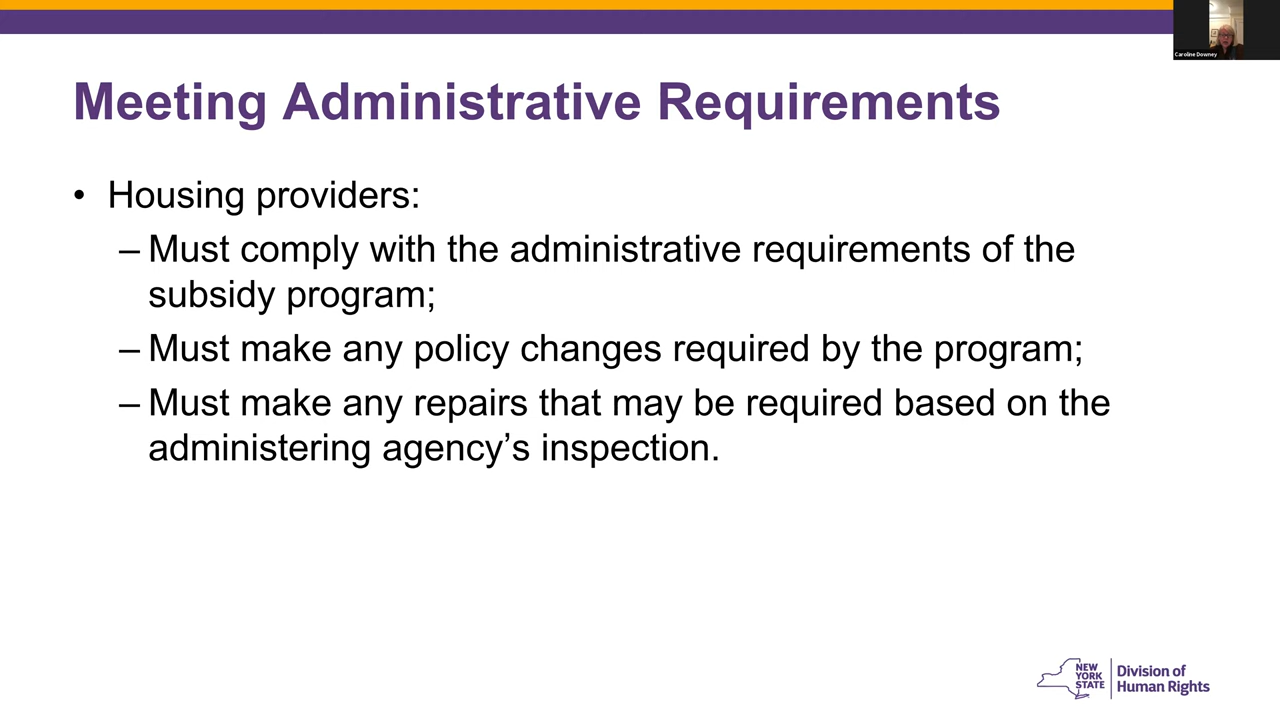 Caroline Downey
Meeting Administrative Requirements
• Housing providers:
– Must comply with the administrative requirements of the
subsidy program;
– Must make any policy changes required by the program;
– Must make any repairs that may be required based on the
administering agency’s inspection.
NEW
YORK
STATE
Division of
Human Rights